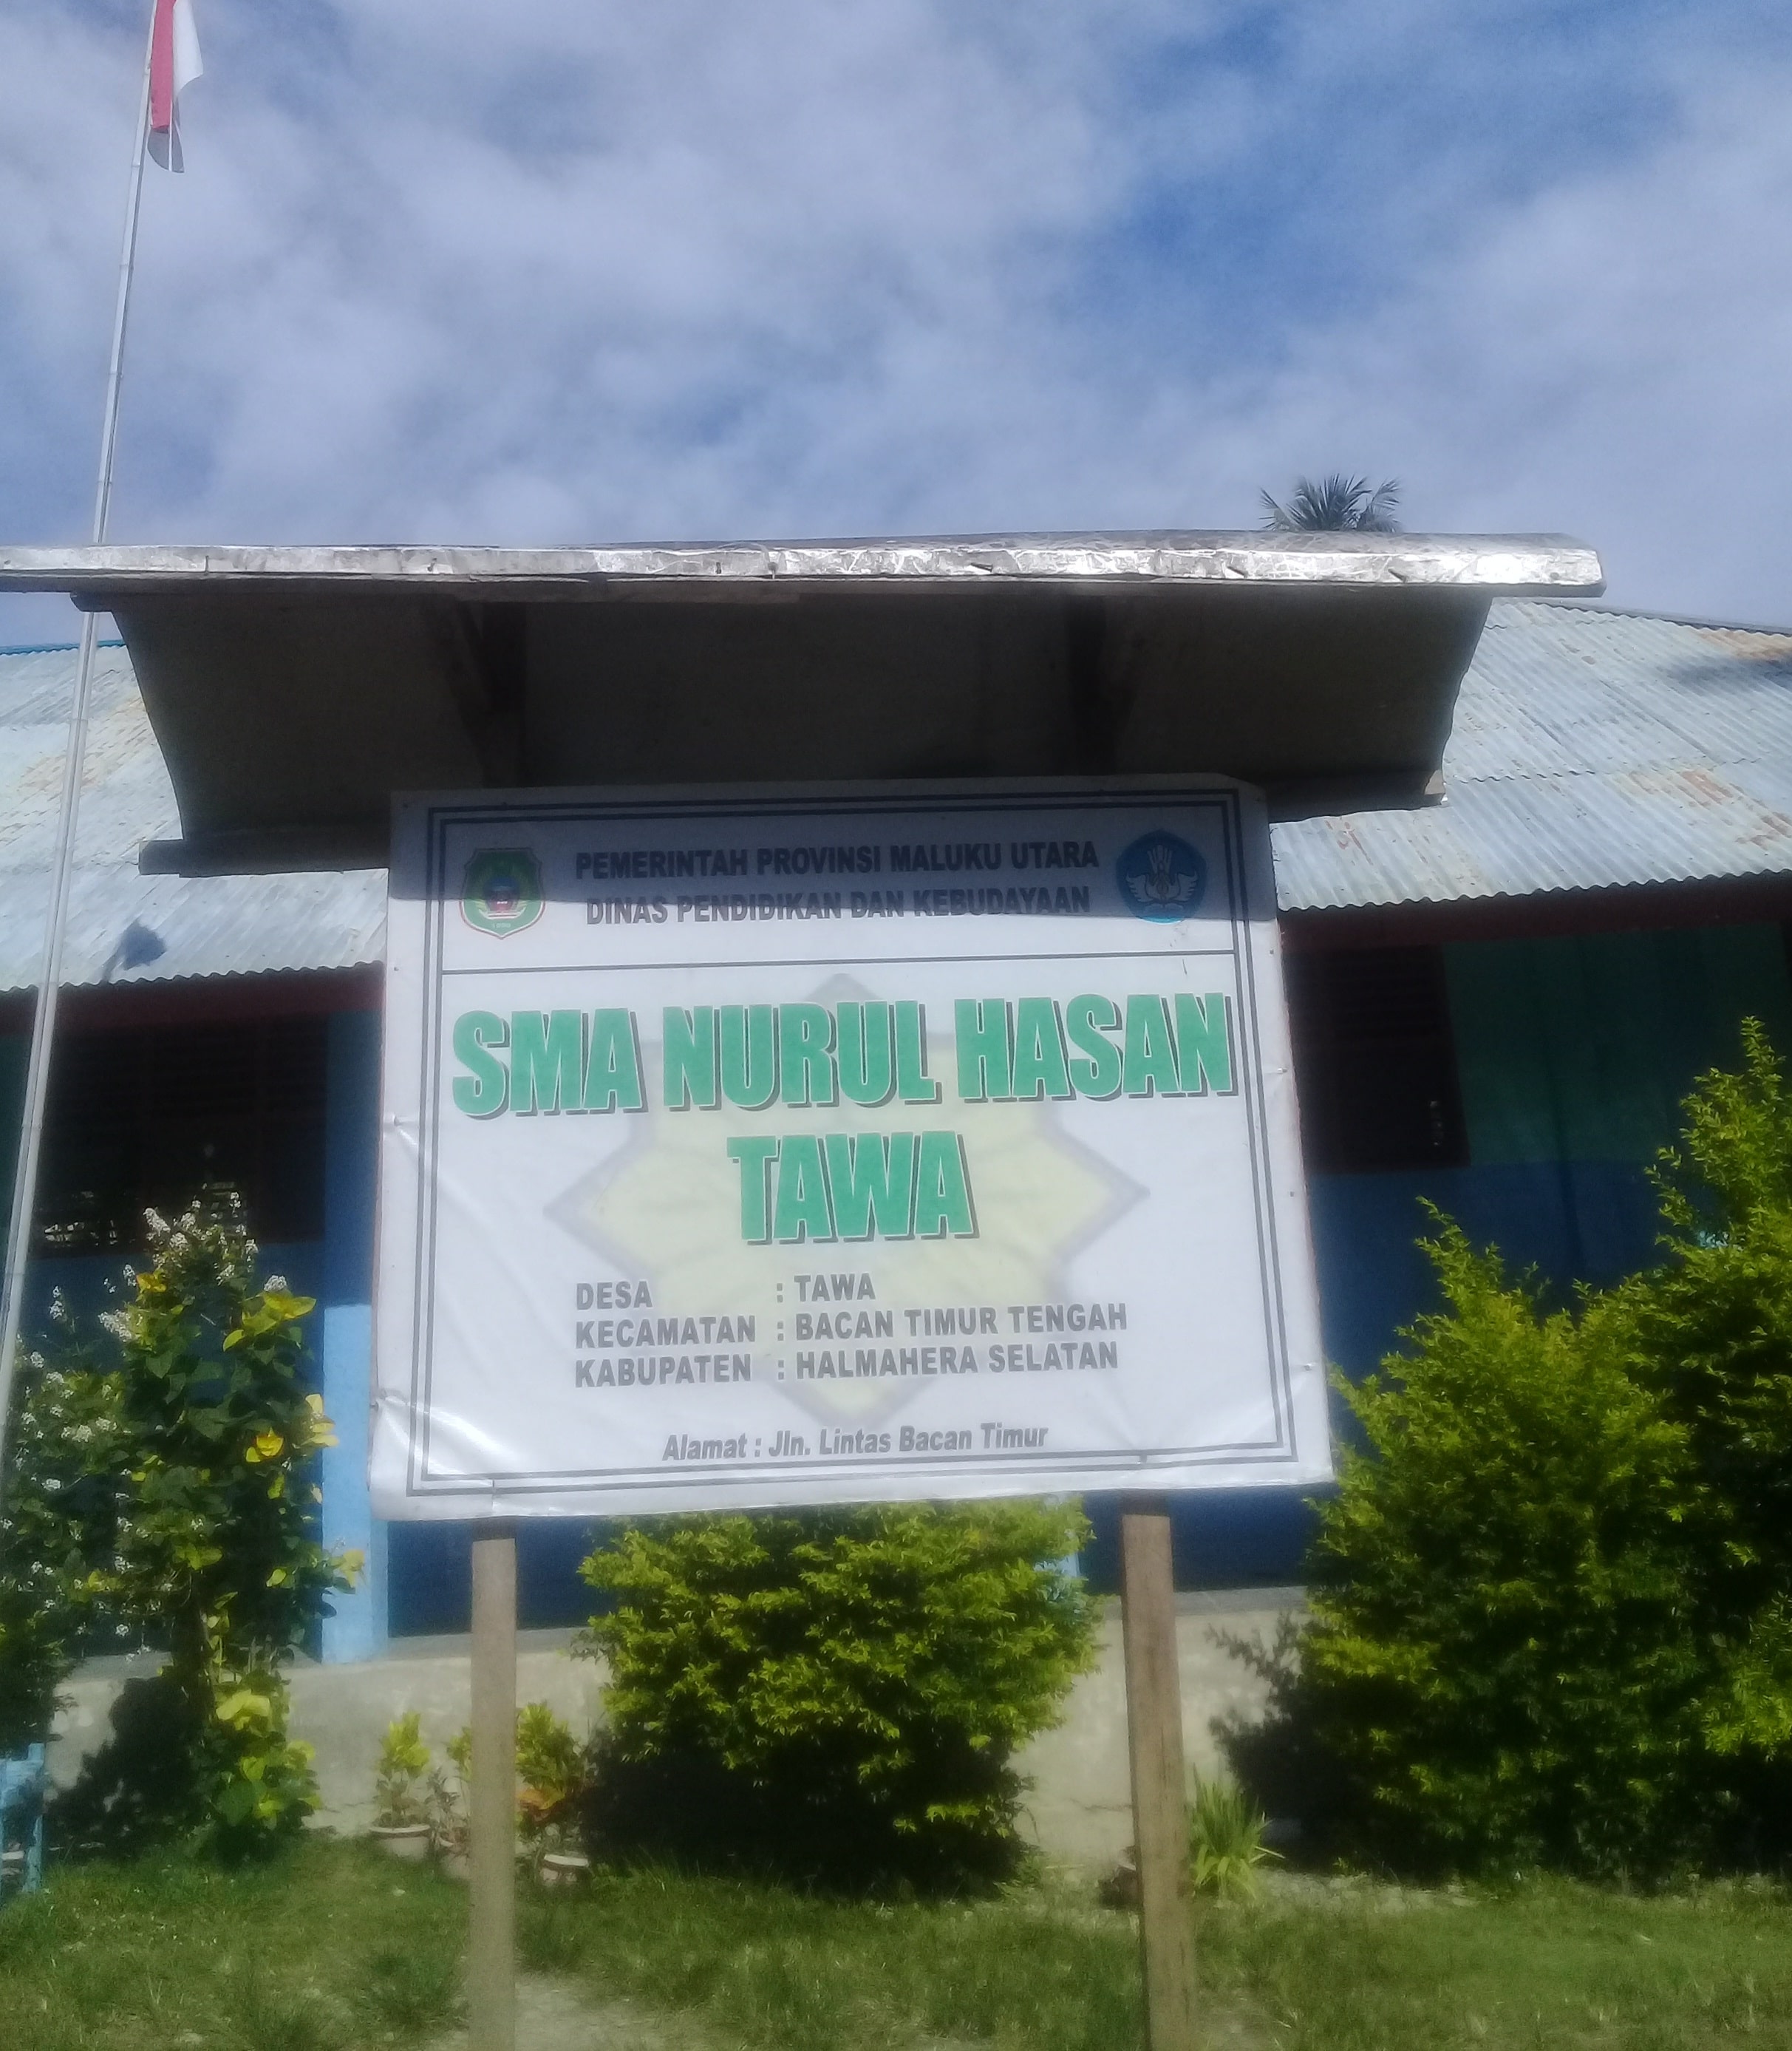 PEMERINTAH PROVINSI MALUKU UTARA
DINAS PENDIDIKAN DAN KEBUDAYAAN
SMA NURUL HASAN
TAWA
DESA : TAWA
KECAMATAN : BACAN TIMUR TENGAH
KABUPATEN : HALMAHERA SELATAN
Alamat : Jln. Lintas Bacan Timur